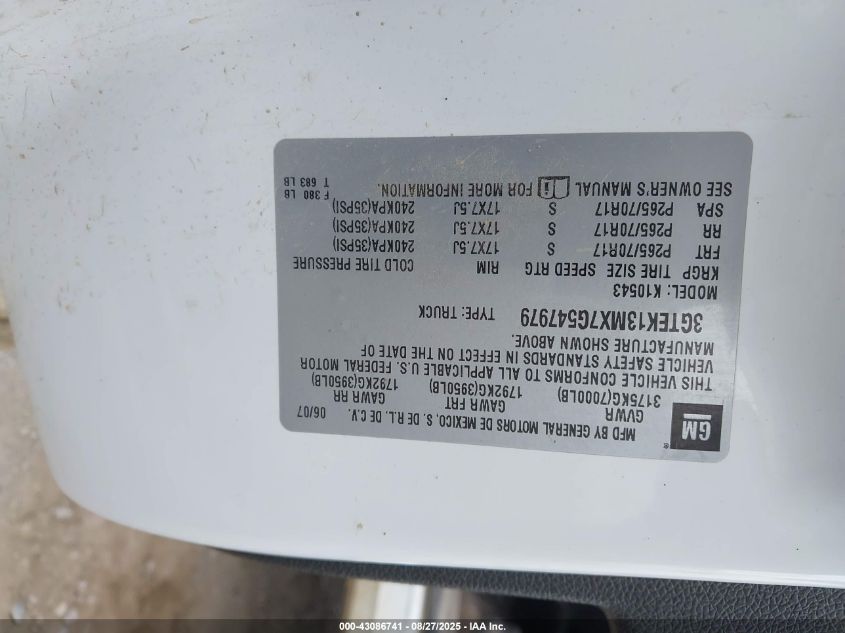 MFD BY GENERAL MOTORS DE MEXICO, S. DE R.L. DE C.V. 06/07
GM
GVWR GAWR FRT GAWR RR
3175KG(7000LB) 1792KG(3950LB) 1792KG(3950LB)
THIS VEHICLE CONFORMS TO ALL APPLICABLE U.S. FEDERAL MOTOR
VEHICLE SAFETY STANDARDS IN EFFECT ON THE DATE OF
MANUFACTURE SHOWN ABOVE.
3GTEK13MX7G547979 TYPE: TRUCK
MODEL: K10543
KRGP TIRE SIZE SPEED RTG RIM COLD TIRE PRESSURE
FRT P265/70R17 S 17X7.5J 240KPA(35PSI)
RR P265/70R17 S 17X7.5J 240KPA(35PSI)
SPA P265/70R17 S 17X7.5J 240KPA(35PSI)
SEE OWNER'S MANUAL FOR MORE INFORMATION.
F 380 LB
T 683 LB
000-43086741 - 08/27/2025 - IAA Inc.